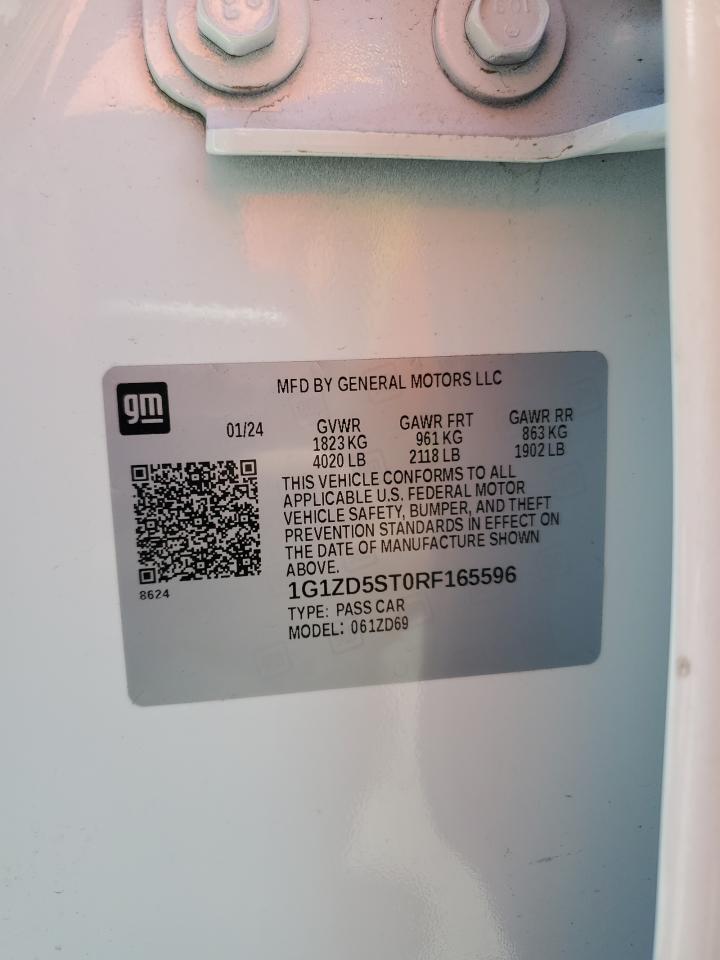 gm
MFD BY GENERAL MOTORS LLC
01/24
GVWR
1823 KG
4020 LB
GAWR FRT
961 KG
2118 LB
GAWR RR
863 KG
1902 LB
THIS VEHICLE CONFORMS TO ALL
APPLICABLE U.S. FEDERAL MOTOR
VEHICLE SAFETY, BUMPER, AND THEFT
PREVENTION STANDARDS IN EFFECT ON
THE DATE OF MANUFACTURE SHOWN
ABOVE.
8624
1G1ZD5ST0RF165596
TYPE: PASS CAR
MODEL: 061ZD69